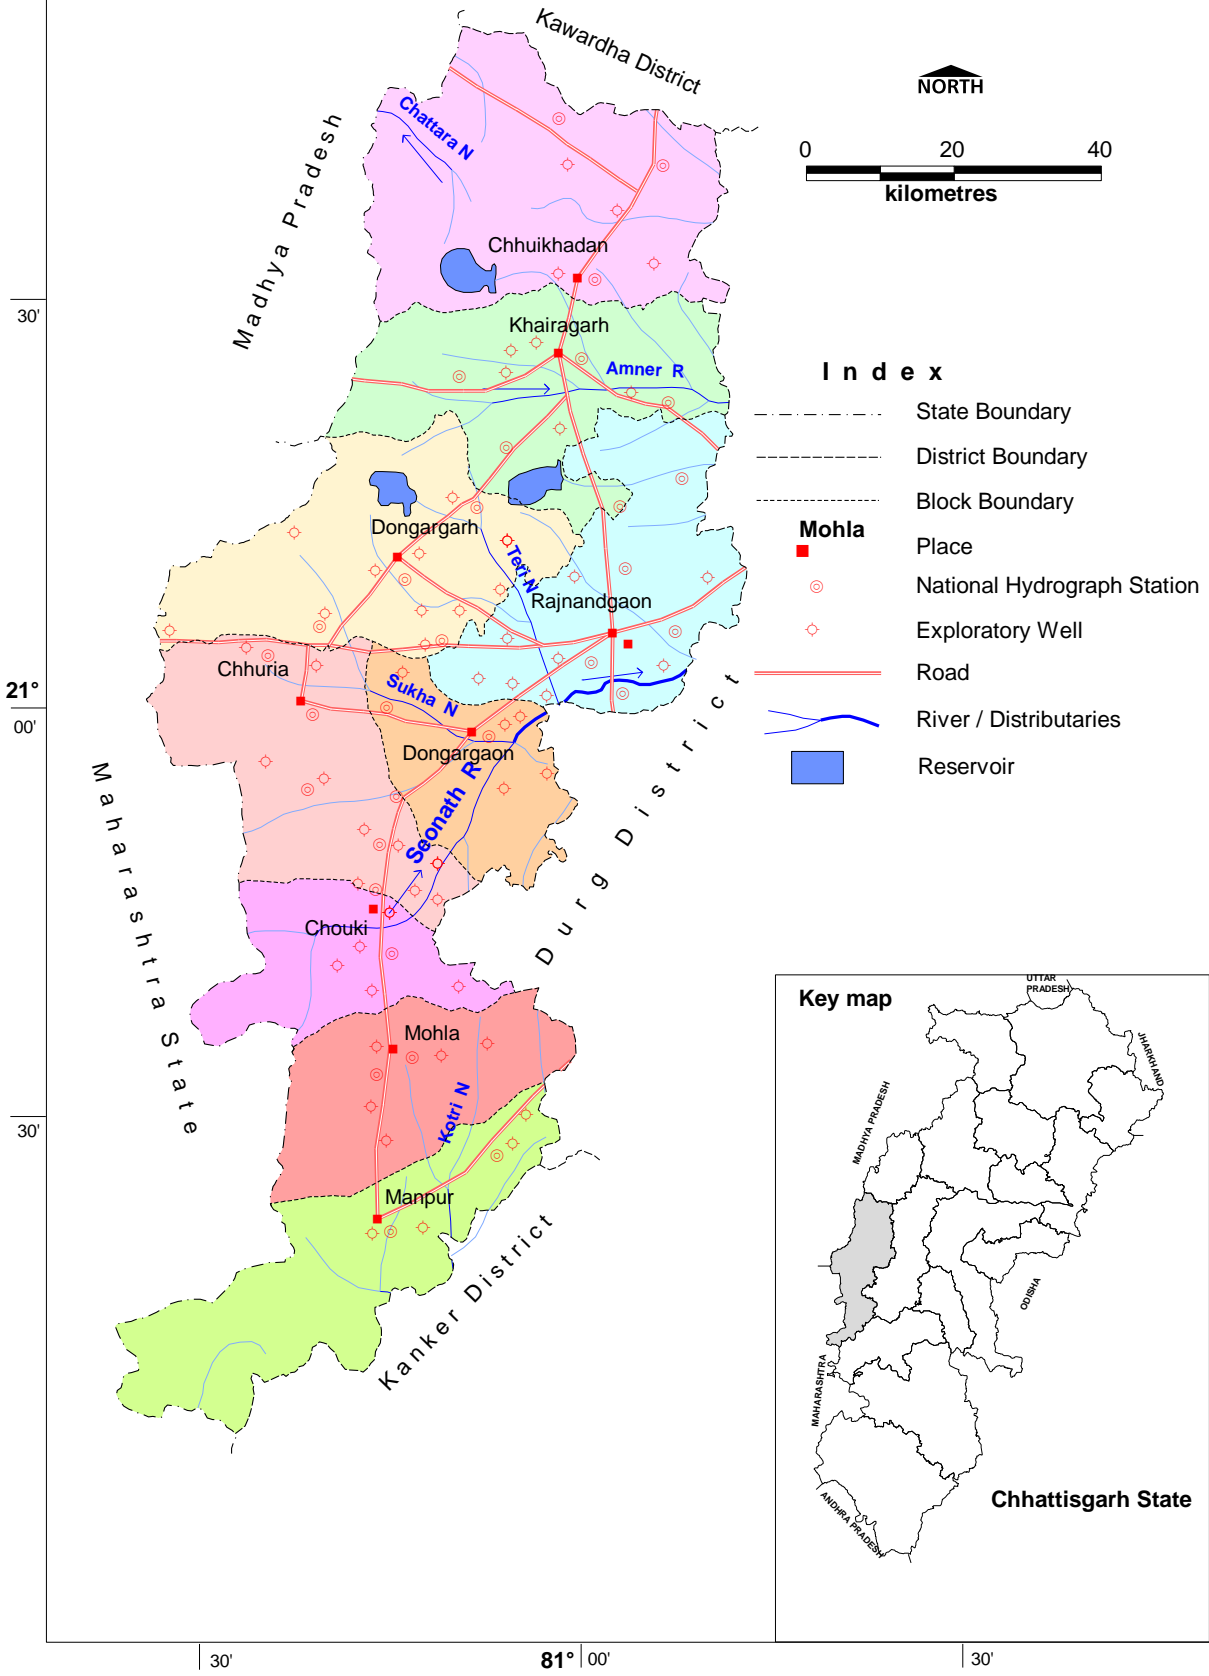 Kawardha District
NORTH
Chattara N
Madhya Pradesh
0 20 40
kilometres
Chhuikhadan
30'
Khairagarh
Amner R
Index
State Boundary
District Boundary
Block Boundary
Mohla
Place
National Hydrograph Station
Exploratory Well
Road
River / Distributaries
Reservoir
Dongargarh
Teri N
Rajnandgaon
Chhuria
Sukha N
21°
00'
Dongargaon
Seonath R
Durg District
Maharashtra State
Chouki
Mohla
Kotri N
30'
Manpur
Kanker District
Key map
UTTAR
PRADESH
JHARKHAND
MADHYA PRADESH
ODISHA
MAHARASHTRA
ANDHRA PRADESH
Chhattisgarh State
30' 81° 00' 30'